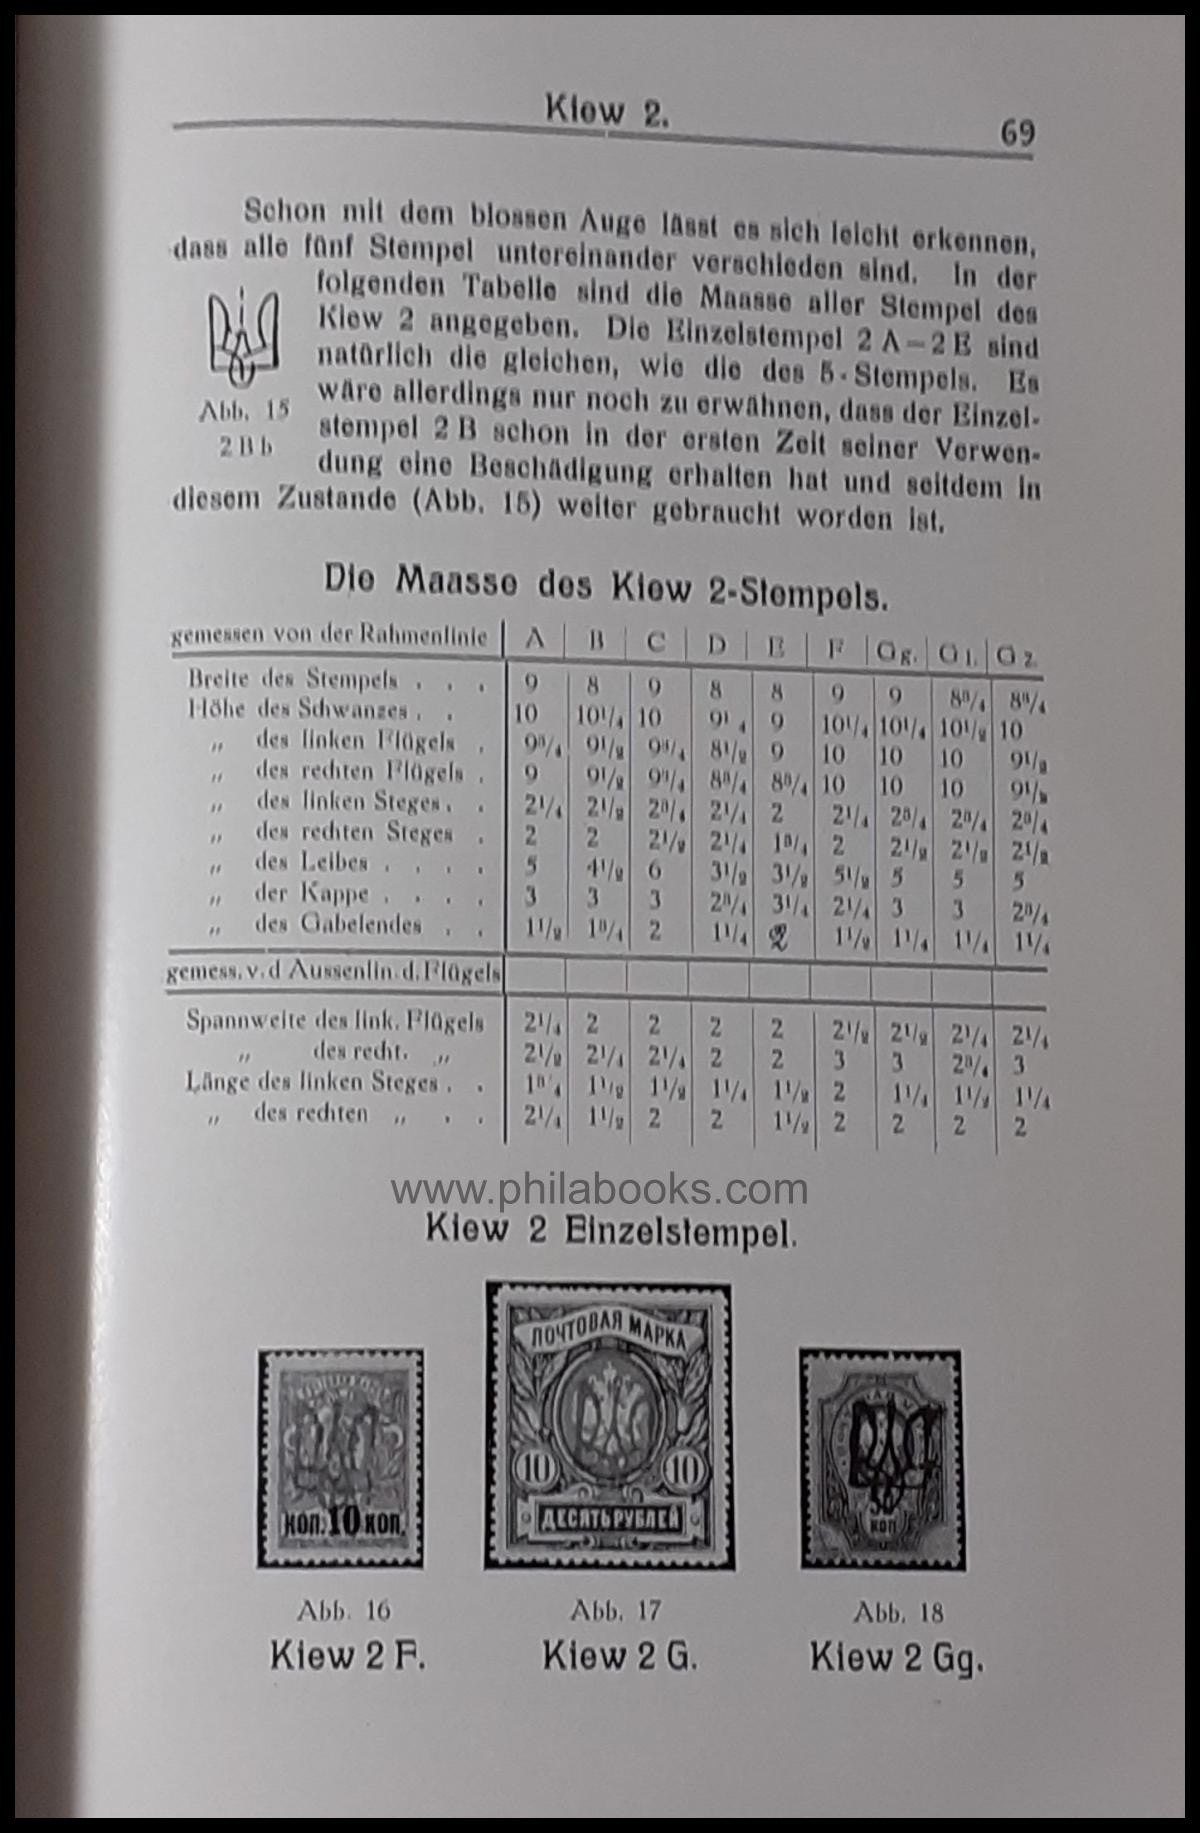 Kiew 2.
69
Schon mit dem blossen Auge lässt es sich leicht erkennen,
dass alle fünf Stempel untereinander verschieden sind. In der
folgenden Tabelle sind die Maasse aller Stempel des
Kiew 2 angegeben. Die Einzelstempel 2 A–2 E sind
natürlich die gleichen, wie die des 5-Stempels. Es
wäre allerdings nur noch zu erwähnen, dass der Einzel-
stempel 2 B schon in der ersten Zeit seiner Verwen-
dung eine Beschädigung erhalten hat und seitdem in
diesem Zustande (Abb. 15) weiter gebraucht worden ist.
Abb. 15
2 B b
Die Maasse des Kiew 2-Stempels.
gemessen von der Rahmenlinie A B C D E F G g. G l. G z.
Breite des Stempels . . . 9 8 9 8 8 9 9 8³/₄ 8³/₄
Höhe des Schwanzes . . 10 10¹/₄ 10 9¹/₄ 9 10¹/₄ 10¹/₄ 10¹/₂ 10
„ des linken Flügels . 9³/₄ 9¹/₂ 9³/₄ 8¹/₂ 9 10 10 10 9¹/₂
„ des rechten Flügels . 9 9¹/₂ 9³/₄ 8³/₄ 8³/₄ 10 10 10 9¹/₂
„ des linken Steges . . 2¹/₄ 2¹/₂ 2³/₄ 2¹/₄ 2 2¹/₄ 2³/₄ 2³/₄ 2³/₄
„ des rechten Steges . 2 2 2¹/₂ 2¹/₄ 1³/₄ 2 2¹/₂ 2¹/₂ 2¹/₂
„ des Leibes . . . . 5 4¹/₂ 6 3¹/₂ 3¹/₂ 5¹/₂ 5 5 5
„ der Kappe . . . . 3 3 3 2³/₄ 3¹/₄ 2¹/₄ 3 3 2³/₄
„ des Gabelendes . . 1¹/₂ 1³/₄ 2 1¹/₄ 2 1¹/₂ 1¹/₄ 1¹/₄ 1¹/₄
gemess. v. d Aussenlin. d. Flügels
Spannweite des link. Flügels 2¹/₄ 2 2 2 2 2¹/₂ 2¹/₂ 2¹/₄ 2¹/₄
„ des recht. „ 2¹/₂ 2¹/₄ 2¹/₄ 2 2 3 3 2³/₄ 3
Länge des linken Steges . . 1³/₄ 1¹/₂ 1¹/₂ 1¹/₄ 1¹/₂ 2 1¹/₄ 1¹/₂ 1¹/₄
„ des rechten „ . . 2¹/₄ 1¹/₂ 2 2 1¹/₂ 2 2 2 2
www.philabooks.com
Kiew 2 Einzelstempel.
коп. 10 коп.
ПОЧТОВАЯ МАРКА
10 10
ДЕСЯТЬ РУБЛЕЙ
50
коп
Abb. 16
Abb. 17
Abb. 18
Kiew 2 F.
Kiew 2 G.
Kiew 2 Gg.